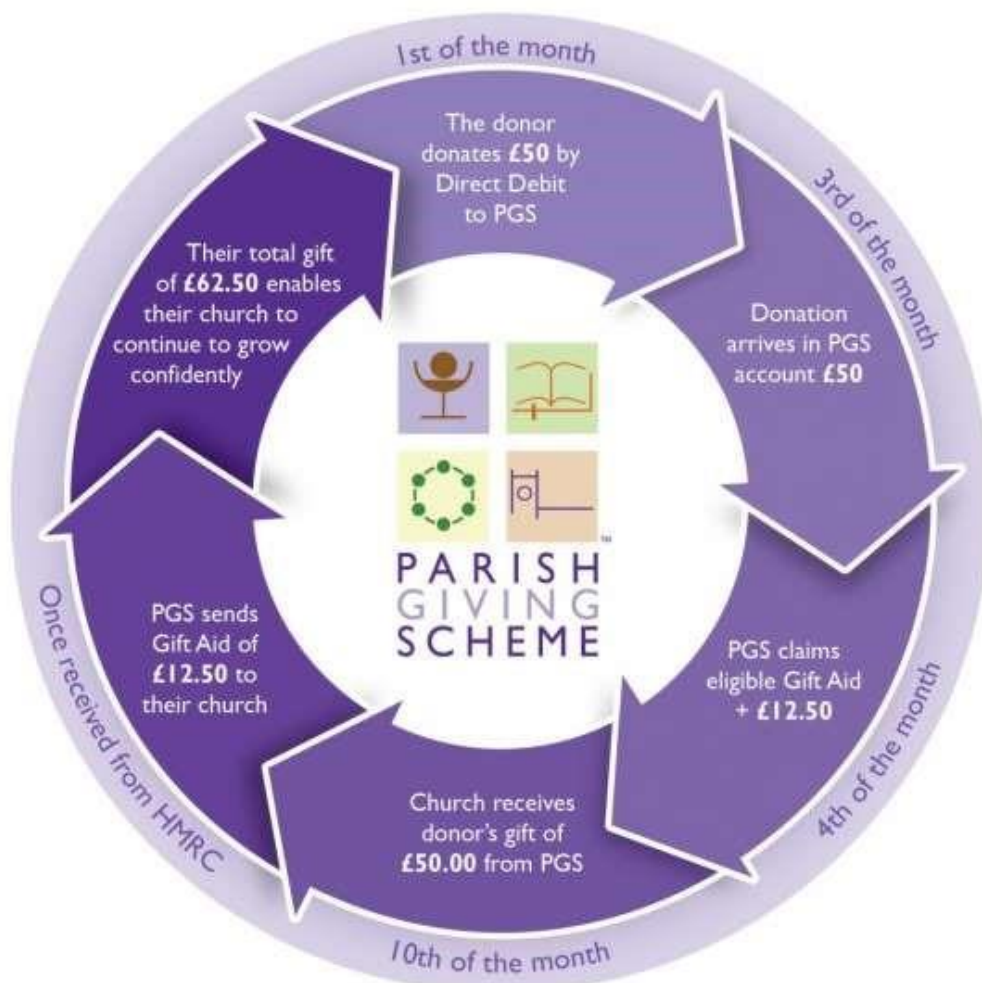 1st of the month
The donor
donates £50 by
Direct Debit
to PGS
3rd of the month
Donation
arrives in PGS
account £50
4th of the month
PGS claims
eligible Gift Aid
+ £12.50
10th of the month
Church receives
donor's gift of
£50.00 from PGS
Once received from HMRC
PGS sends
Gift Aid of
£12.50 to
their church
Their total gift
of £62.50 enables
their church to
continue to grow
confidently
PARISH
GIVING
SCHEME
TM